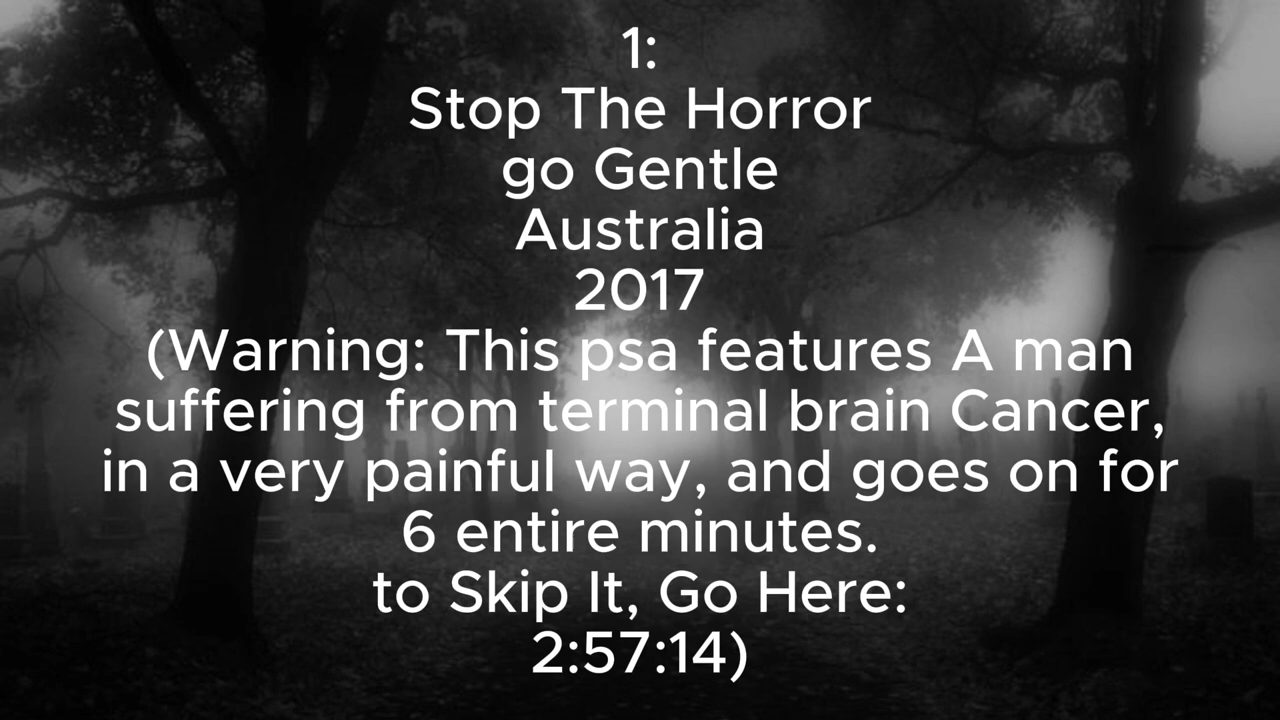 1:
Stop The Horror
go Gentle
Australia
2017
(Warning: This psa features A man
suffering from terminal brain Cancer,
in a very painful way, and goes on for
6 entire minutes.
to Skip It, Go Here:
2:57:14)